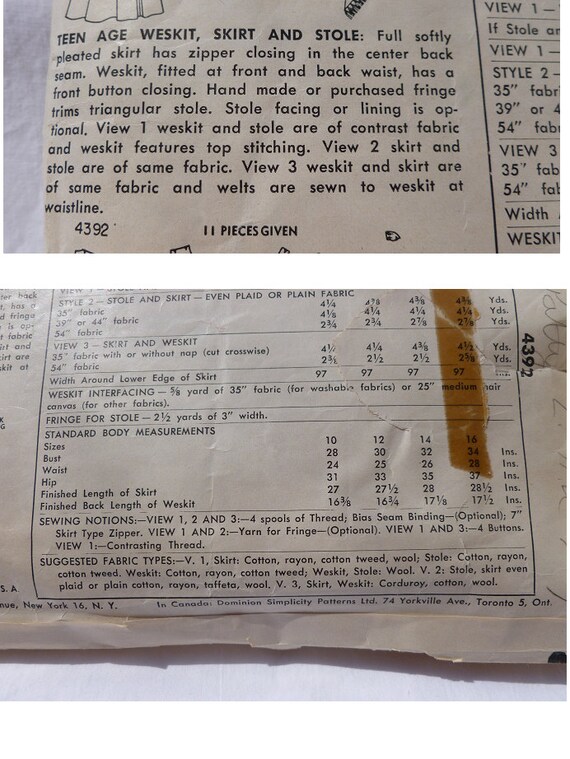 TEEN AGE WESKIT, SKIRT AND STOLE: Full softly
pleated skirt has zipper closing in the center back
seam. Weskit, fitted at front and back waist, has a
front button closing. Hand made or purchased fringe
trims triangular stole. Stole facing or lining is op-
tional. View 1 weskit and stole are of contrast fabric
and weskit features top stitching. View 2 skirt and
stole are of same fabric. View 3 weskit and skirt are
of same fabric and welts are sewn to weskit at
waistline.
4392 11 PIECES GIVEN
VIEW 1 —
If Stole
VIEW 1 —
STYLE 2 —
35"
39" or 4
54"
VIEW 3
35"
54"
Width
WESKIT
STYLE 2 — STOLE AND SKIRT — EVEN PLAID OR PLAIN FABRIC
35" fabric 4¼ 4⅞ 4⅜ 4⅜ Yds.
39" or 44" fabric 4⅛ 4¼ 4¼ 4¼ Yds.
54" fabric 2¾ 2¾ 2⅞ 2⅞ Yds.
VIEW 3 — SKIRT AND WESKIT
35" fabric with or without nap (cut crosswise) 4¼ 4⅜ 4½ Yds.
54" fabric 2⅜ 2½ 2½ 2⅝ Yds.
Width Around Lower Edge of Skirt 97 97 97 97 Ins.
WESKIT INTERFACING — ⅝ yard of 35" fabric (for washable fabrics) or 25" medium hair
canvas (for other fabrics).
FRINGE FOR STOLE — 2½ yards of 3" width.
STANDARD BODY MEASUREMENTS
Sizes 10 12 14 16
Bust 28 30 32 34 Ins.
Waist 24 25 26 28 Ins.
Hip 31 33 35 37 Ins.
Finished Length of Skirt 27 27½ 28 28½ Ins.
Finished Back Length of Weskit 16⅜ 16¾ 17⅛ 17½ Ins.
SEWING NOTIONS:—VIEW 1, 2 AND 3:—4 spools of Thread; Bias Seam Binding—(Optional); 7"
Skirt Type Zipper. VIEW 1 AND 2:—Yarn for Fringe—(Optional). VIEW 1 AND 3:—4 Buttons.
VIEW 1:—Contrasting Thread.
SUGGESTED FABRIC TYPES:—V. 1, Skirt: Cotton, rayon, cotton tweed, wool; Stole: Cotton, rayon,
cotton tweed. Weskit: Cotton, rayon, cotton tweed; Weskit, Stole: Wool. V. 2: Stole, skirt even
plaid or plain cotton, rayon, taffeta, wool. V. 3, Skirt, Weskit: Corduroy, cotton, wool.
S. A.
nue, New York 16, N. Y. In Canada: Dominion Simplicity Patterns Ltd. 74 Yorkville Ave., Toronto 5, Ont.
4392